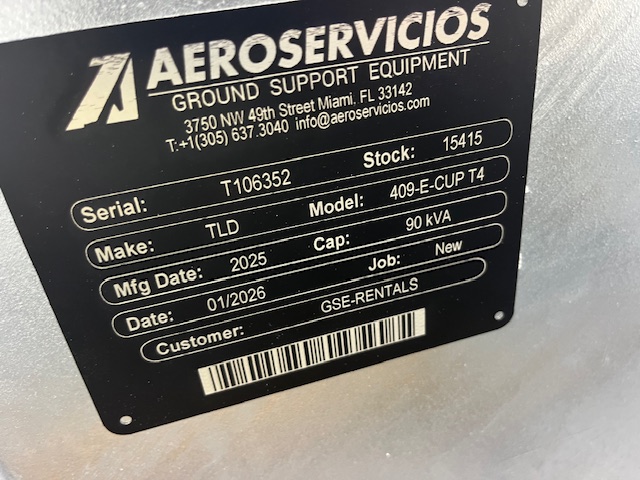 AEROSERVICIOS
GROUND SUPPORT EQUIPMENT
3750 NW 49th Street Miami, FL 33142
T:+1(305) 637.3040 info@aeroservicios.com
Serial: T106352 Stock: 15415
Make: TLD Model: 409-E-CUP T4
Mfg Date: 2025 Cap: 90 kVA
Date: 01/2026 Job: New
Customer: GSE-RENTALS